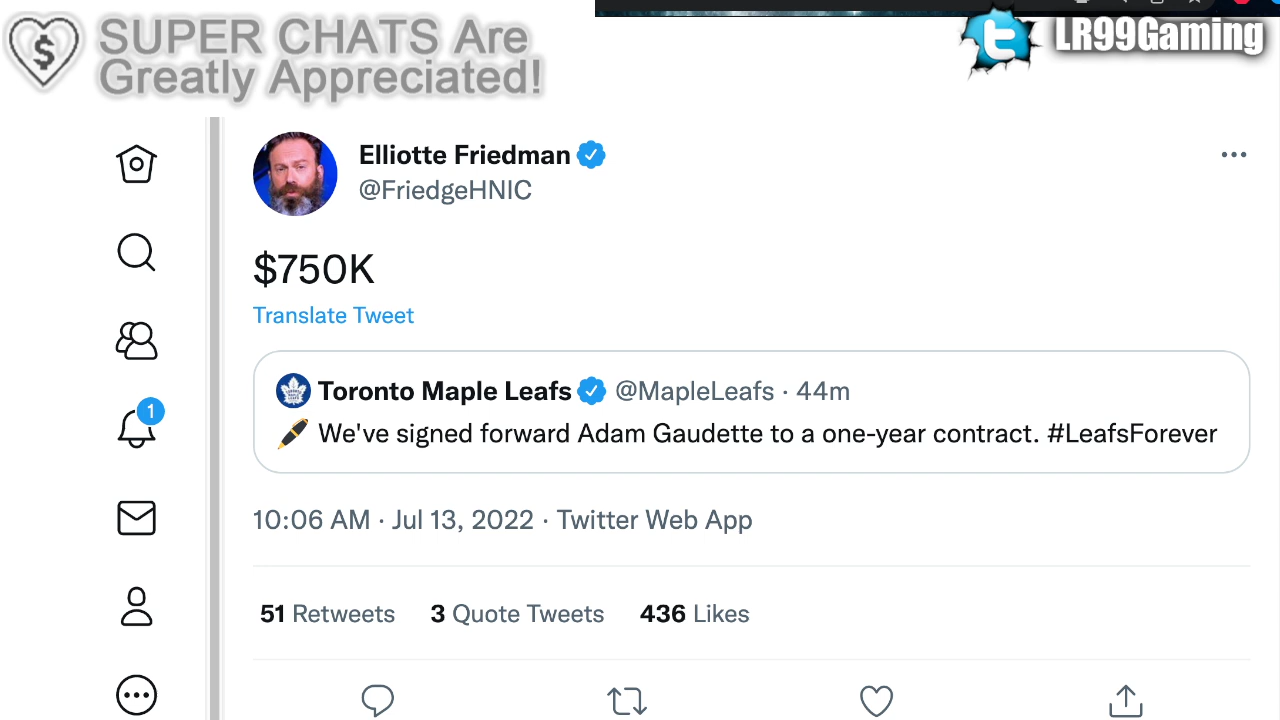 SUPER CHATS Are
Greatly Appreciated!
$
LR99Gaming
Elliotte Friedman
@FriedgeHNIC
$750K
Translate Tweet
Toronto Maple Leafs @MapleLeafs · 44m
We've signed forward Adam Gaudette to a one-year contract. #LeafsForever
1
10:06 AM · Jul 13, 2022 · Twitter Web App
51 Retweets 3 Quote Tweets 436 Likes